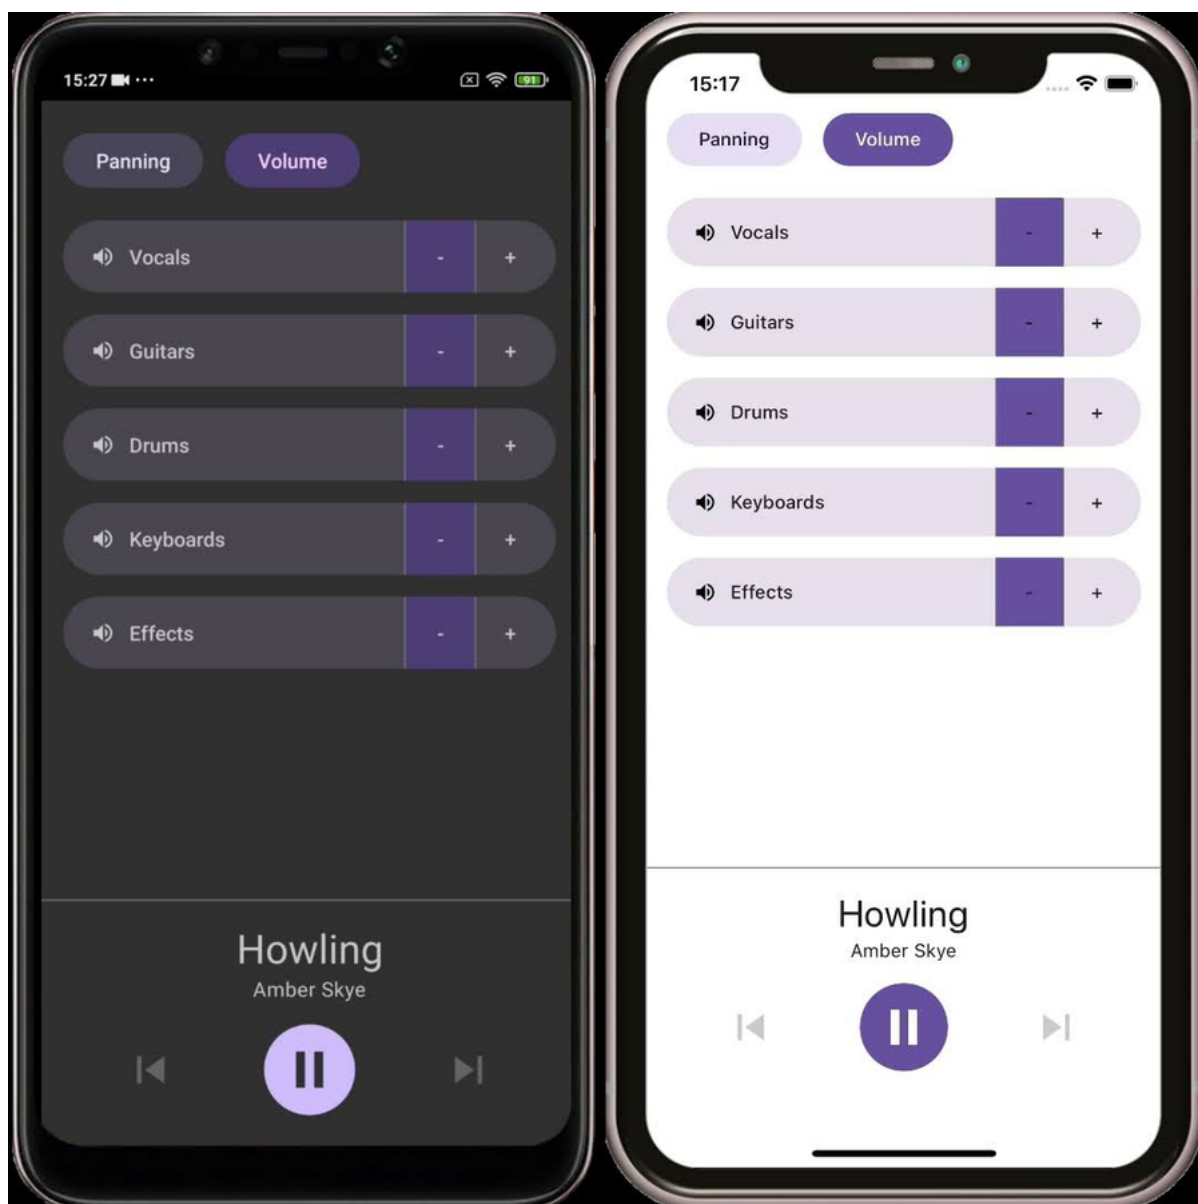 15:27
91
Panning Volume
Vocals - +
Guitars - +
Drums - +
Keyboards - +
Effects - +
Howling
Amber Skye
15:17
Panning Volume
Vocals - +
Guitars - +
Drums - +
Keyboards - +
Effects - +
Howling
Amber Skye